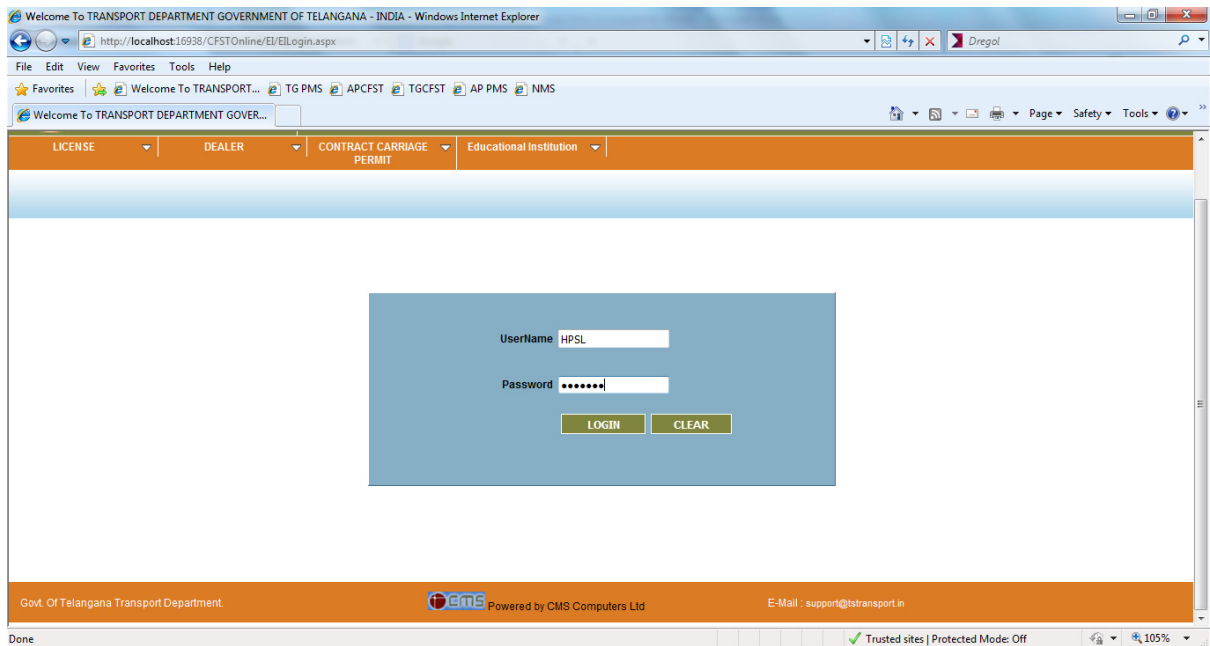 Welcome To TRANSPORT DEPARTMENT GOVERNMENT OF TELANGANA - INDIA - Windows Internet Explorer
http://localhost:16938/CFSTOnline/EI/EILogin.aspx Dregol
File Edit View Favorites Tools Help
Favorites Welcome To TRANSPORT... TG PMS APCFST TGCFST AP PMS NMS
Welcome To TRANSPORT DEPARTMENT GOVER... Page Safety Tools
LICENSE DEALER CONTRACT CARRIAGE PERMIT Educational Institution
UserName HPSL
Password •••••••
LOGIN CLEAR
Govt. Of Telangana Transport Department. CMS Powered by CMS Computers Ltd E-Mail : support@tstransport.in
Done Trusted sites | Protected Mode: Off 105%